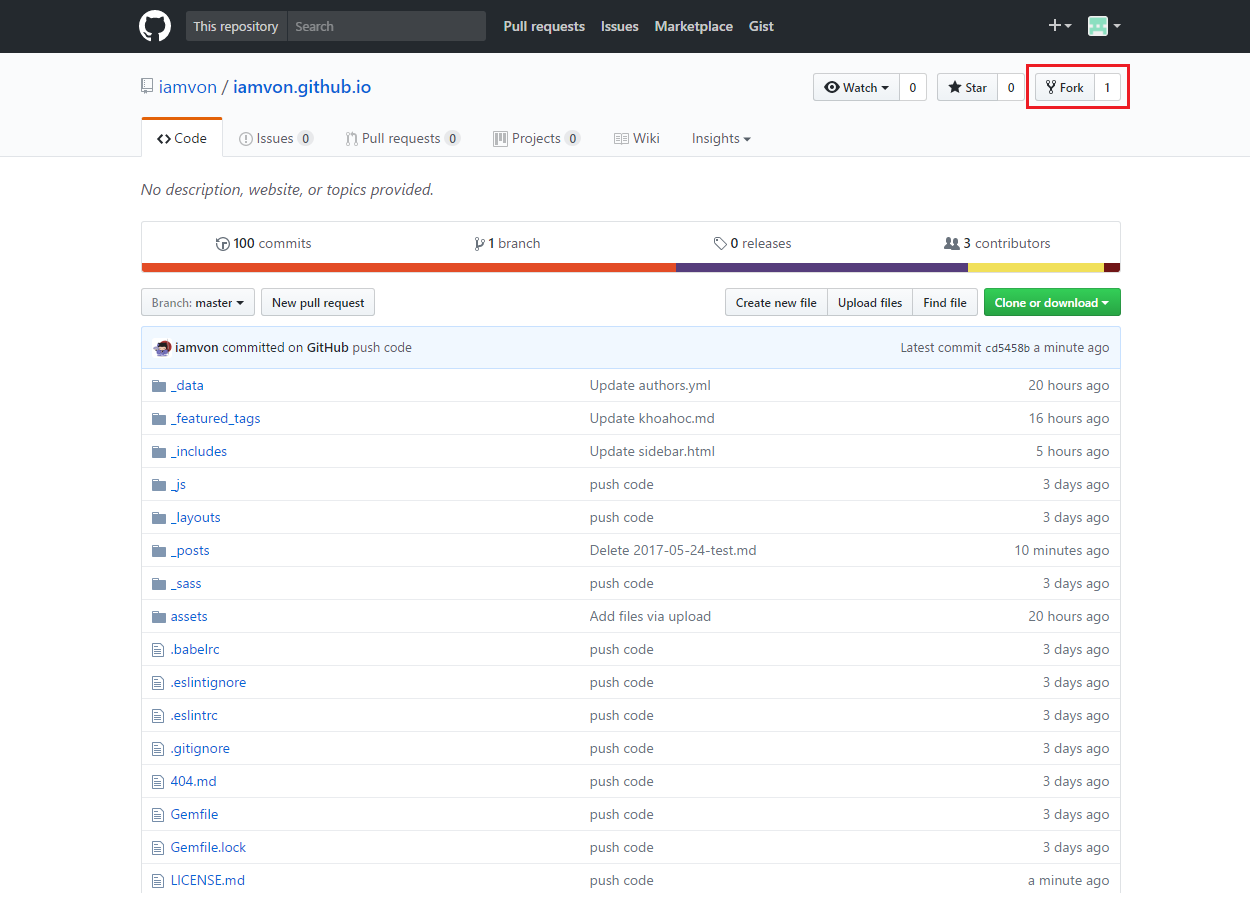 This repository Search Pull requests Issues Marketplace Gist
iamvon / iamvon.github.io Watch 0 Star 0 Fork 1
Code Issues 0 Pull requests 0 Projects 0 Wiki Insights
No description, website, or topics provided.
100 commits 1 branch 0 releases 3 contributors
Branch: master New pull request Create new file Upload files Find file Clone or download
iamvon committed on GitHub push code Latest commit cd5458b a minute ago
_data Update authors.yml 20 hours ago
_featured_tags Update khoahoc.md 16 hours ago
_includes Update sidebar.html 5 hours ago
_js push code 3 days ago
_layouts push code 3 days ago
_posts Delete 2017-05-24-test.md 10 minutes ago
_sass push code 3 days ago
assets Add files via upload 20 hours ago
.babelrc push code 3 days ago
.eslintignore push code 3 days ago
.eslintrc push code 3 days ago
.gitignore push code 3 days ago
404.md push code 3 days ago
Gemfile push code 3 days ago
Gemfile.lock push code 3 days ago
LICENSE.md push code a minute ago